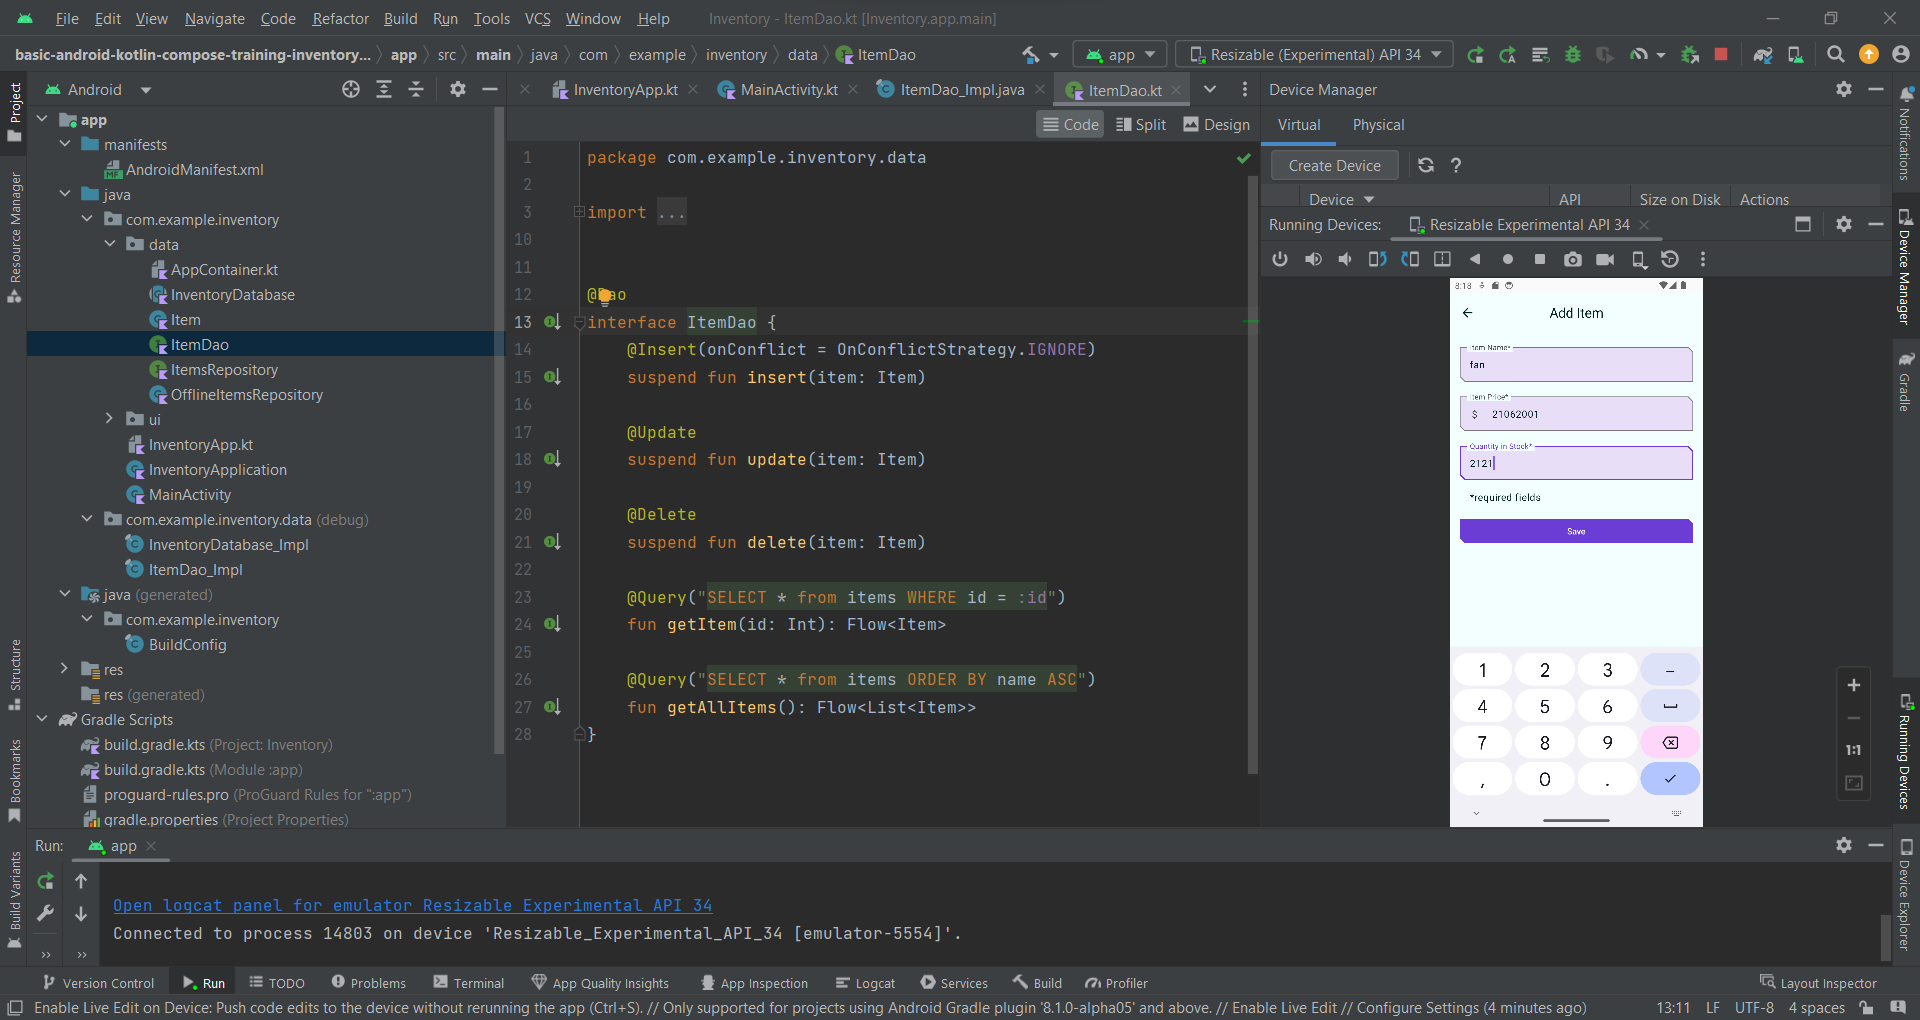 File Edit View Navigate Code Refactor Build Run Tools VCS Window Help Inventory - ItemDao.kt [Inventory.app.main]
basic-android-kotlin-compose-training-inventory... app src main java com example inventory data ItemDao
app Resizable (Experimental) API 34
Android
InventoryApp.kt MainActivity.kt ItemDao_Impl.java ItemDao.kt
Code Split Design
Project
Resource Manager
Structure
Bookmarks
Build Variants
app
manifests
AndroidManifest.xml
java
com.example.inventory
data
AppContainer.kt
InventoryDatabase
Item
ItemDao
ItemsRepository
OfflineItemsRepository
ui
InventoryApp.kt
InventoryApplication
MainActivity
com.example.inventory.data (debug)
InventoryDatabase_Impl
ItemDao_Impl
java (generated)
com.example.inventory
BuildConfig
res
res (generated)
Gradle Scripts
build.gradle.kts (Project: Inventory)
build.gradle.kts (Module :app)
proguard-rules.pro (ProGuard Rules for ":app")
gradle.properties (Project Properties)
1 package com.example.inventory.data
2
3 import ...
10
11
12 @Dao
13 interface ItemDao {
14 @Insert(onConflict = OnConflictStrategy.IGNORE)
15 suspend fun insert(item: Item)
16
17 @Update
18 suspend fun update(item: Item)
19
20 @Delete
21 suspend fun delete(item: Item)
22
23 @Query("SELECT * from items WHERE id = :id")
24 fun getItem(id: Int): Flow<Item>
25
26 @Query("SELECT * from items ORDER BY name ASC")
27 fun getAllItems(): Flow<List<Item>>
28 }
Device Manager
Virtual Physical
Create Device ?
Device API Size on Disk Actions
Running Devices: Resizable Experimental API 34
8:18
Add Item
Item Name*
fan
Item Price*
$ 21062001
Quantity in Stock*
2121
*required fields
Save
1 2 3 –
4 5 6
7 8 9
, 0 .
1:1
Notifications
Device Manager
Gradle
Running Devices
Device Explorer
Run: app
Open logcat panel for emulator Resizable Experimental API 34
Connected to process 14803 on device 'Resizable_Experimental_API_34 [emulator-5554]'.
Version Control Run TODO Problems Terminal App Quality Insights App Inspection Logcat Services Build Profiler Layout Inspector
Enable Live Edit on Device: Push code edits to the device without rerunning the app (Ctrl+S). // Only supported for projects using Android Gradle plugin '8.1.0-alpha05' and above. // Enable Live Edit // Configure Settings (4 minutes ago) 13:11 LF UTF-8 4 spaces